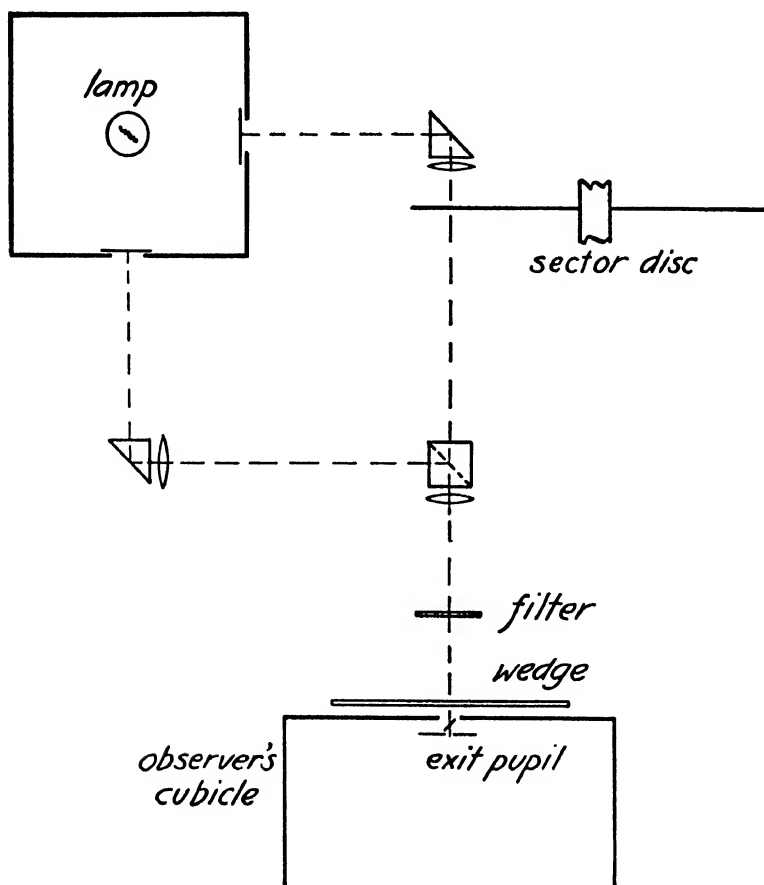 lamp
sector disc
filter
wedge
observer's
cubicle
exit pupil